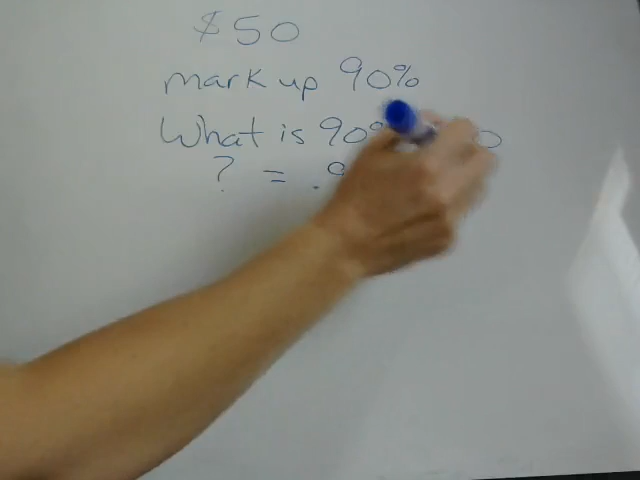 $50
mark up 90%
What is 90%
? = .9